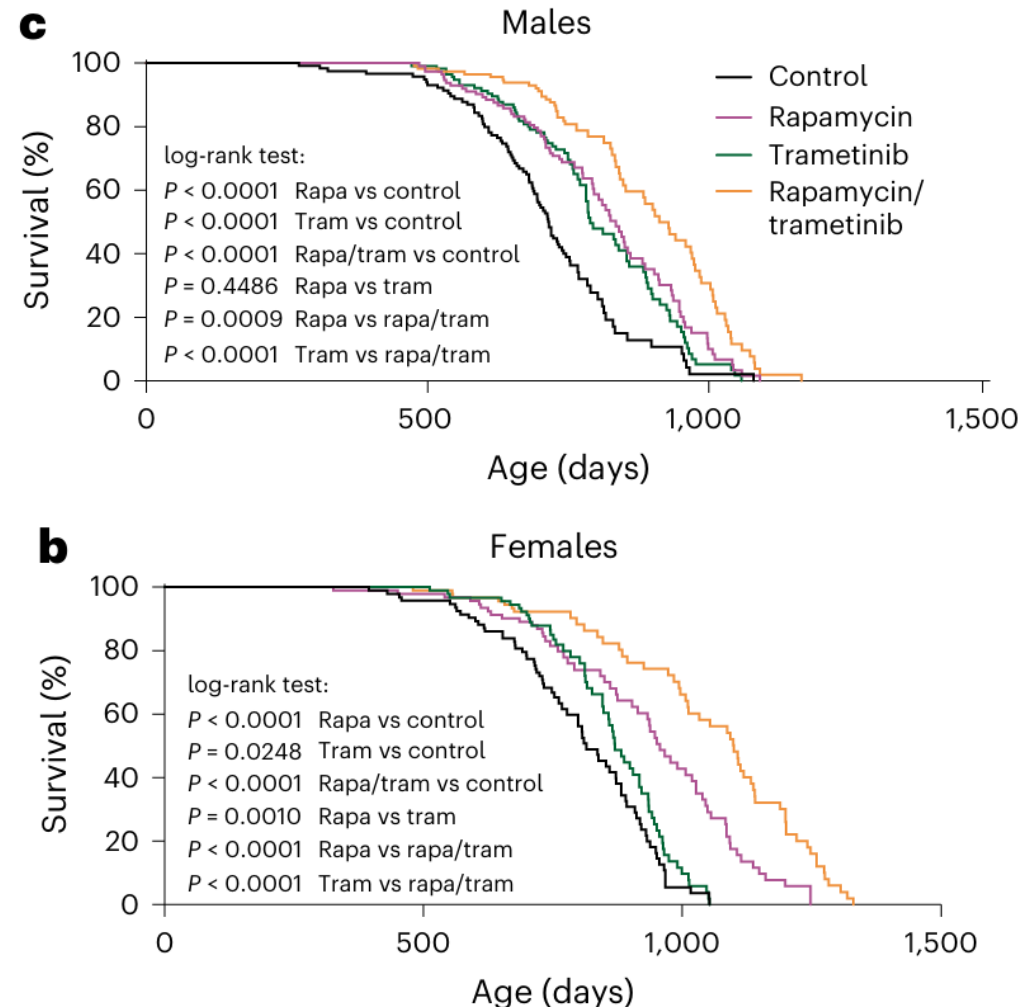 c
Males
100
80
60
40
20
0
Survival (%)
log-rank test:
P < 0.0001 Rapa vs control
P < 0.0001 Tram vs control
P < 0.0001 Rapa/tram vs control
P = 0.4486 Rapa vs tram
P = 0.0009 Rapa vs rapa/tram
P < 0.0001 Tram vs rapa/tram
Control
Rapamycin
Trametinib
Rapamycin/
trametinib
0 500 1,000 1,500
Age (days)
b
Females
100
80
60
40
20
0
Survival (%)
log-rank test:
P < 0.0001 Rapa vs control
P = 0.0248 Tram vs control
P < 0.0001 Rapa/tram vs control
P = 0.0010 Rapa vs tram
P < 0.0001 Rapa vs rapa/tram
P < 0.0001 Tram vs rapa/tram
0 500 1,000 1,500
Age (days)